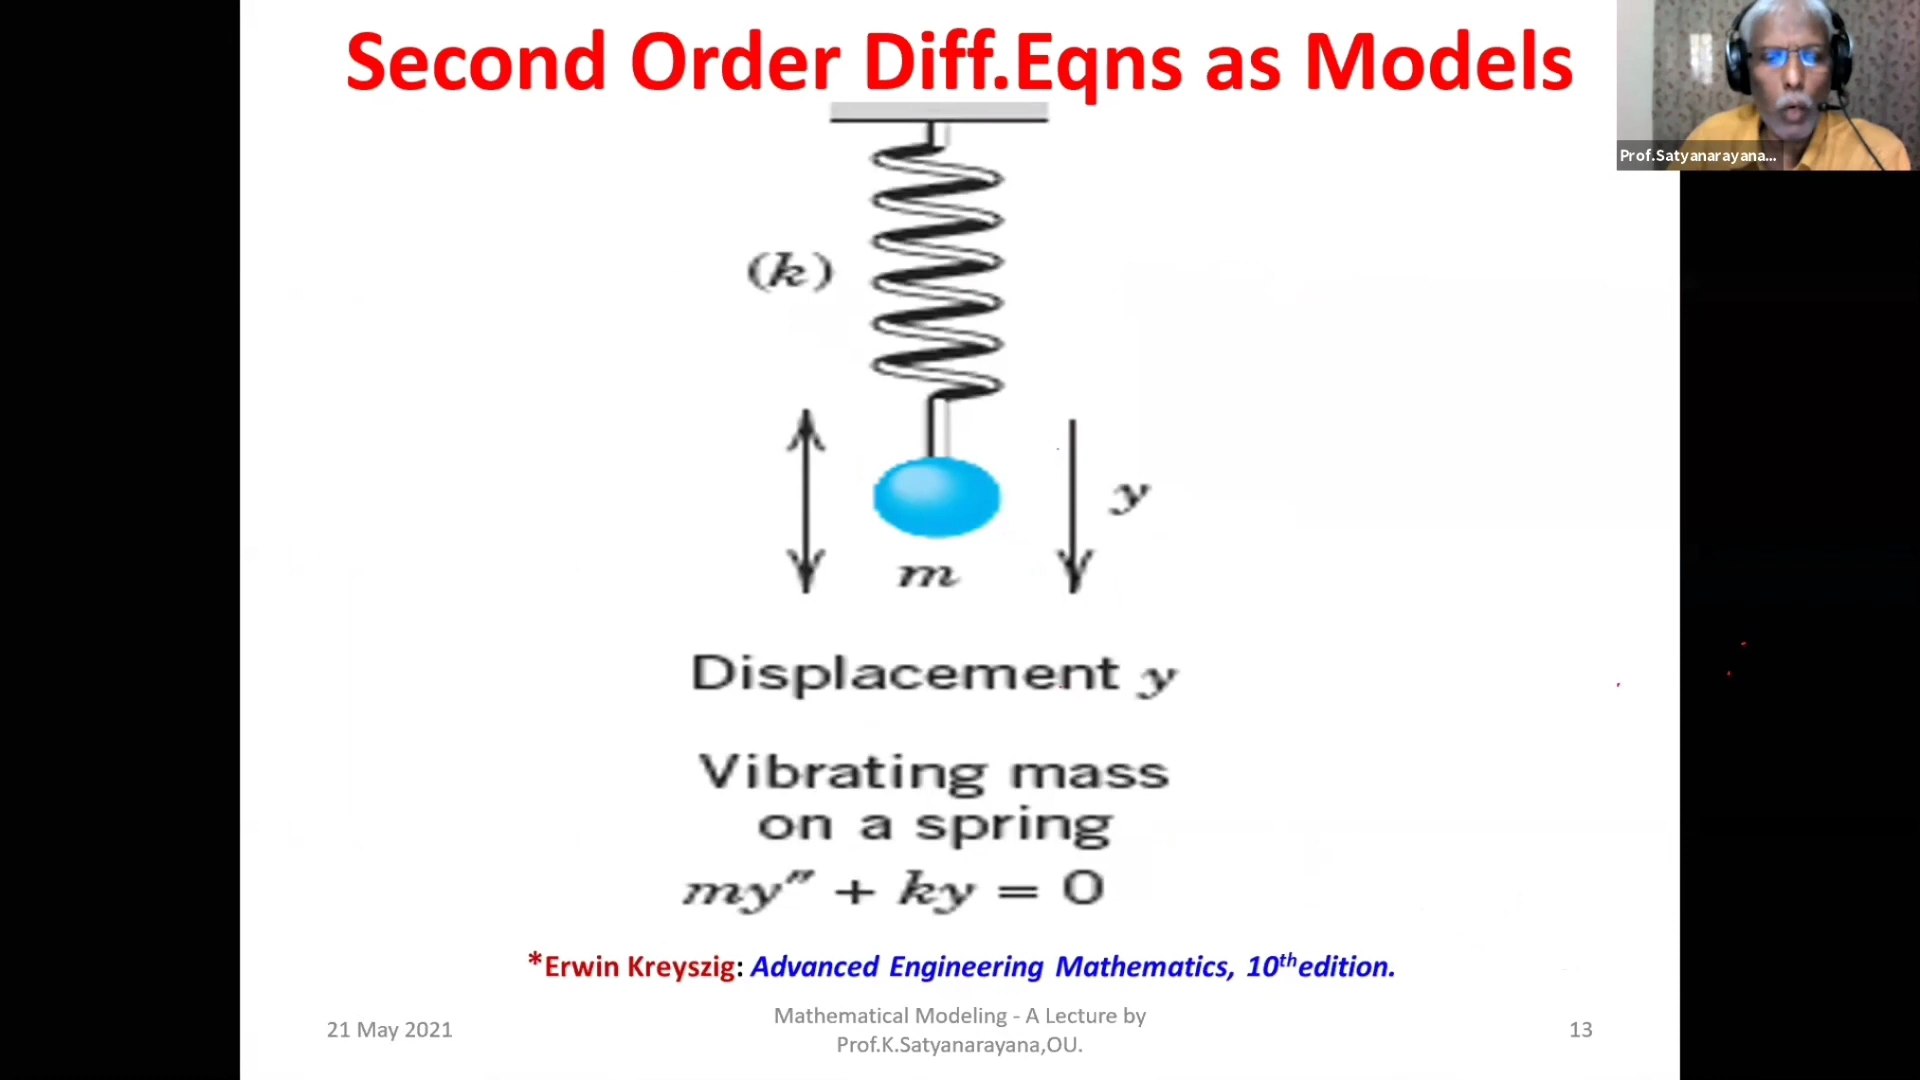 Second Order Diff.Eqns as Models
Prof.Satyanarayana...
(k)
y
m
Displacement y
Vibrating mass
on a spring
my″ + ky = 0
*Erwin Kreyszig: Advanced Engineering Mathematics, 10th edition.
21 May 2021
Mathematical Modeling - A Lecture by
Prof.K.Satyanarayana,OU.
13